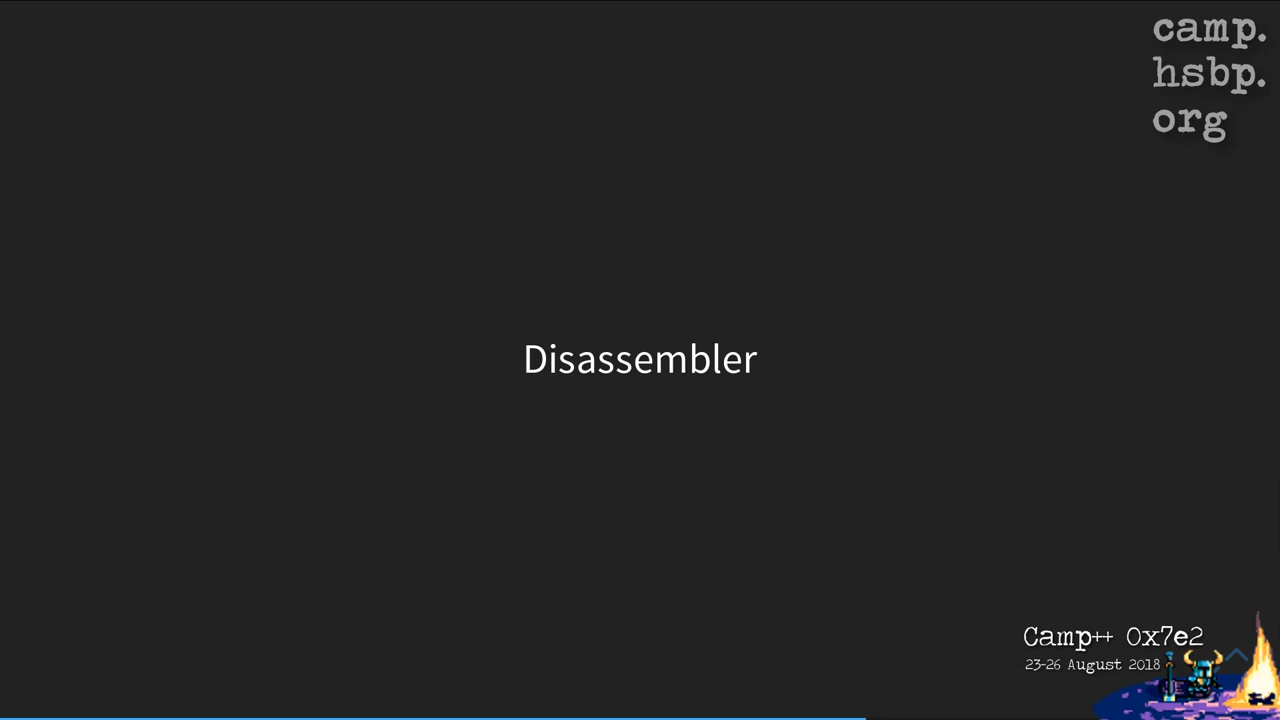 camp.
hsbp.
org
Disassembler
Camp++ 0x7e2
23-26 August 2018